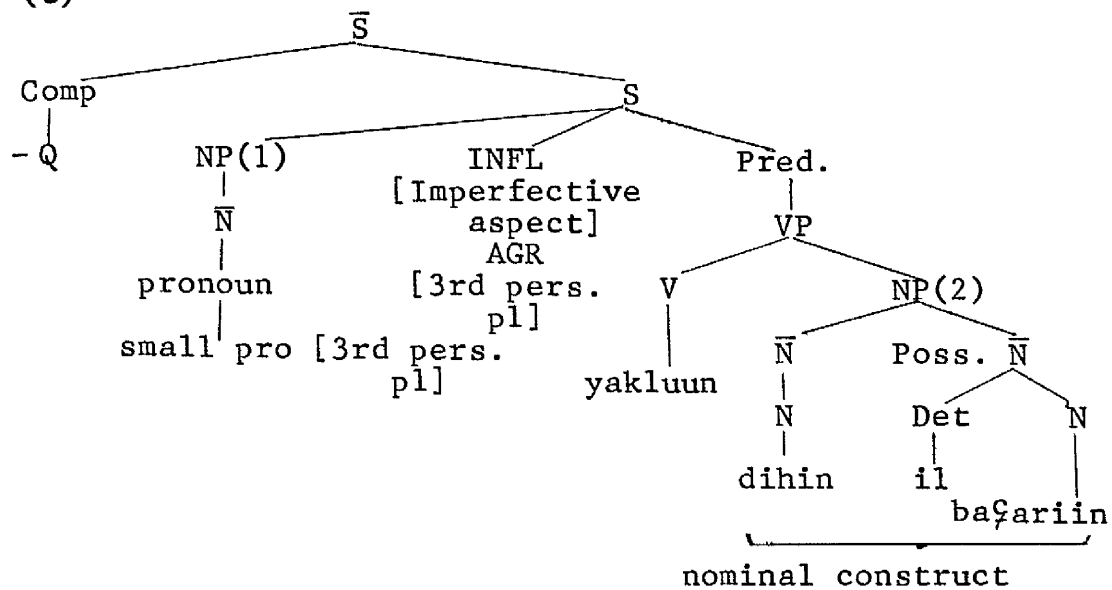 S̄
Comp S
- Q NP(1) INFL Pred.
[Imperfective
N̄ aspect] VP
AGR
pronoun [3rd pers. V NP(2)
pl]
small pro [3rd pers. N̄ Poss. N̄
pl] yakluun
N Det N
dihin il
baʕariin
nominal construct